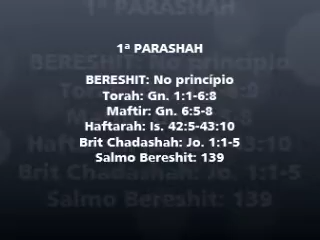 1ª PARASHAH
BERESHIT: No princípio
Torah: Gn. 1:1-6:8
Maftir: Gn. 6:5-8
Haftarah: Is. 42:5-43:10
Brit Chadashah: Jo. 1:1-5
Salmo Bereshit: 139